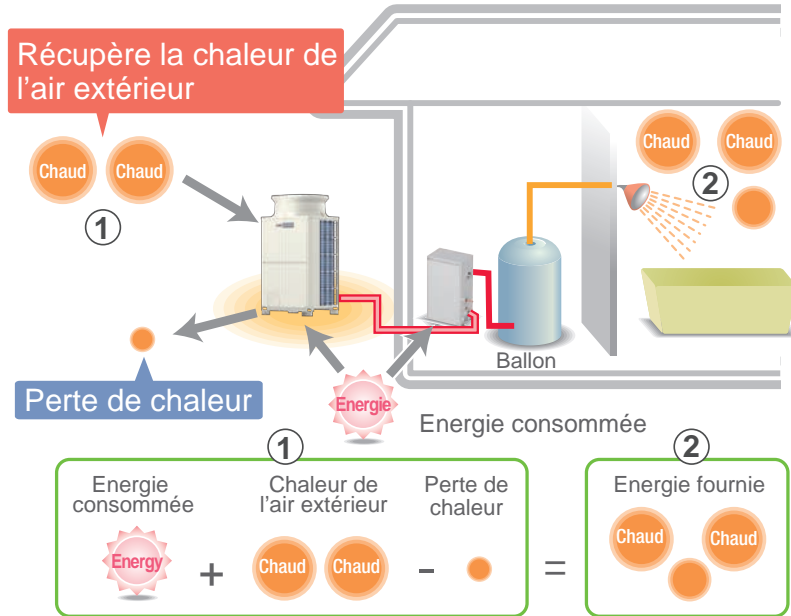 Récupère la chaleur de
l'air extérieur
Chaud Chaud
1
Chaud Chaud
2
Ballon
Perte de chaleur
Energie
Energie consommée
1
2
Energie
consommée
Chaleur de
l'air extérieur
Perte de
chaleur
Energie fournie
Energy + Chaud Chaud - = Chaud Chaud